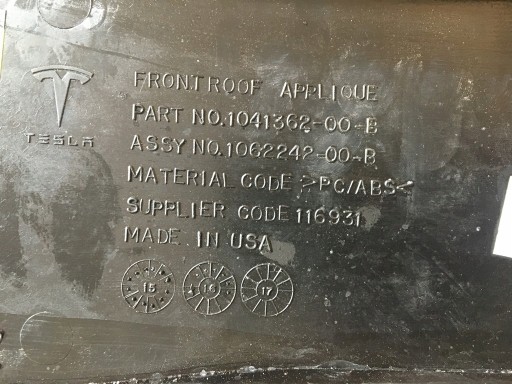 TESLA
FRONT ROOF APPLIQUE
PART NO. 1041362-00-B
ASSY NO. 1062242-00-B
MATERIAL CODE >PC/ABS<
SUPPLIER CODE 116931
MADE IN USA
15 16 17